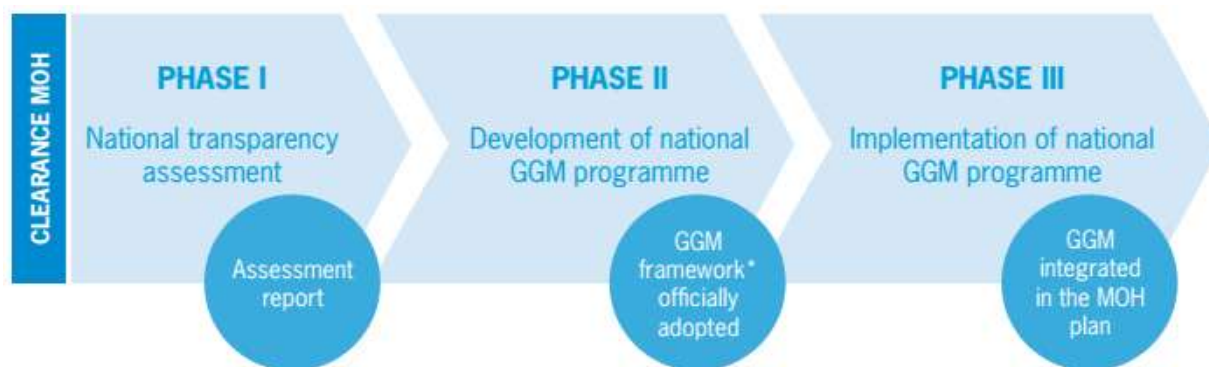 CLEARANCE MOH
PHASE I
National transparency
assessment
Assessment
report
PHASE II
Development of national
GGM programme
GGM
framework*
officially
adopted
PHASE III
Implementation of national
GGM programme
GGM
integrated
in the MOH
plan